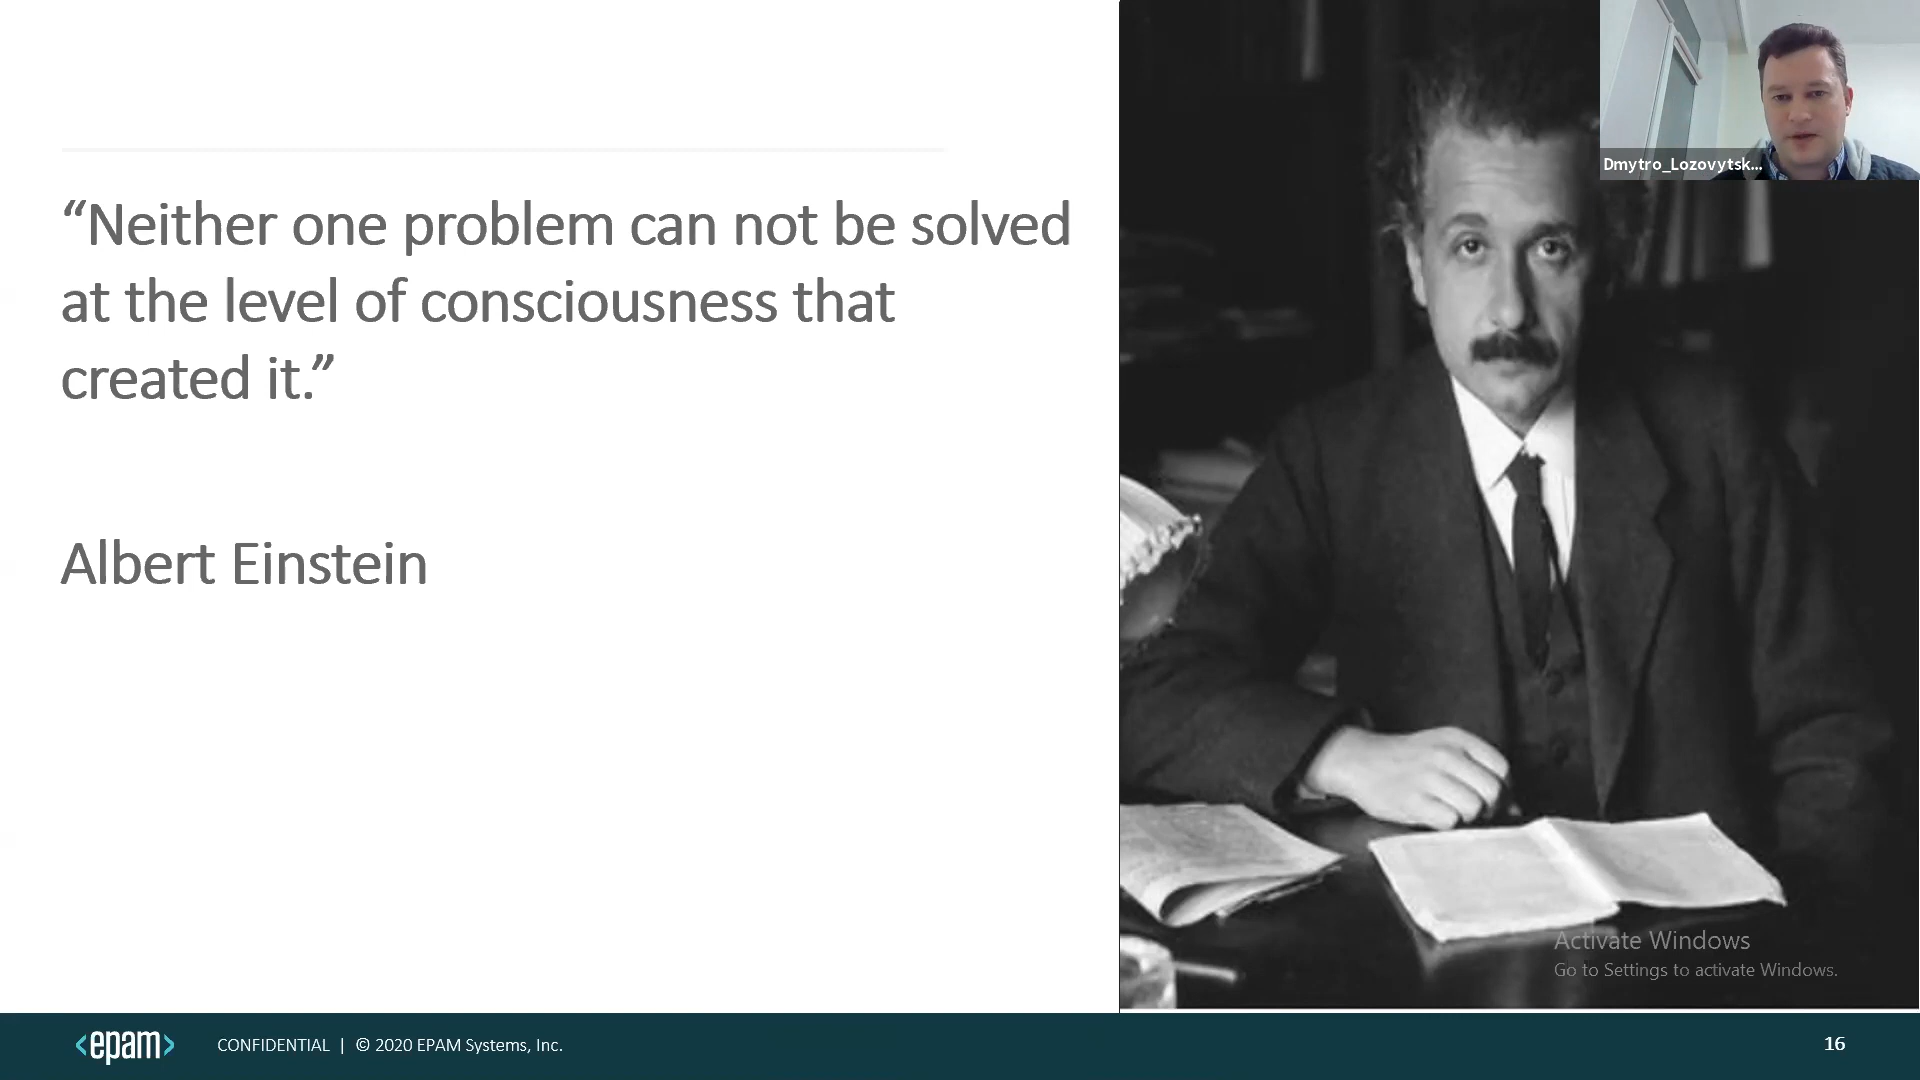 “Neither one problem can not be solved
at the level of consciousness that
created it.”
Albert Einstein
Dmytro_Lozovytsk...
Activate Windows
Go to Settings to activate Windows.
<epam>
CONFIDENTIAL | © 2020 EPAM Systems, Inc.
16